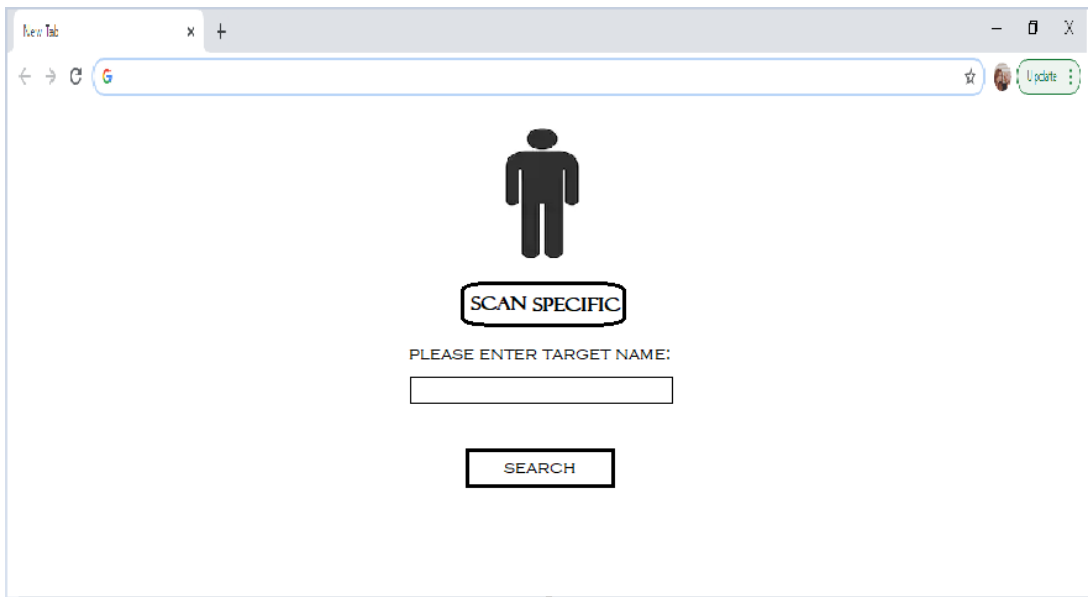 New Tab
Update
SCAN SPECIFIC
PLEASE ENTER TARGET NAME:
SEARCH